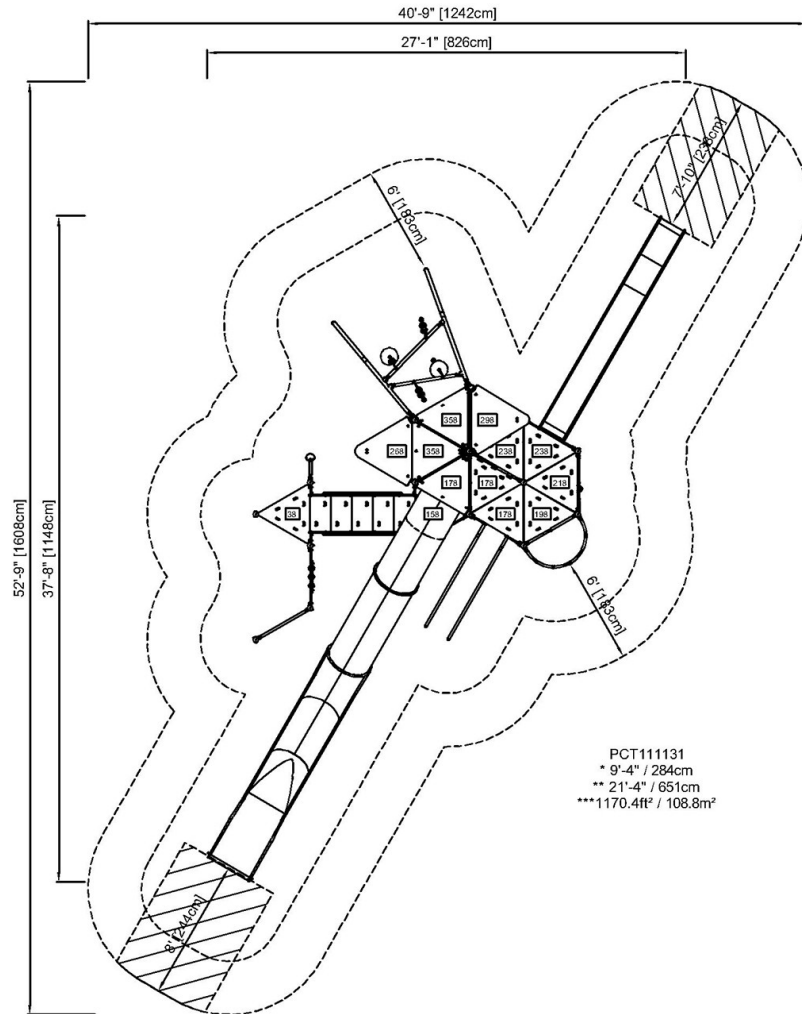 40'-9" [1242cm]
27'-1" [826cm]
52'-9" [1608cm]
37'-8" [1148cm]
7'-10" [238cm]
6' [183cm]
358
298
268
358
238
238
178
178
218
38
158
178
198
6' [183cm]
8' [244cm]
PCT111131
* 9'-4" / 284cm
** 21'-4" / 651cm
***1170.4ft² / 108.8m²